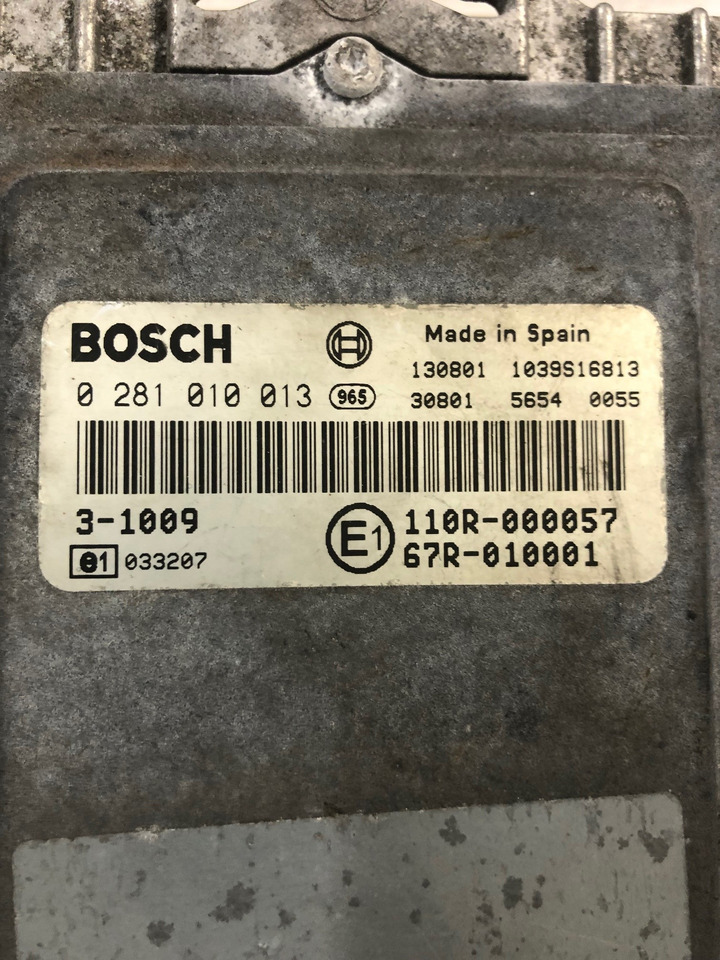 BOSCH
Made in Spain
130801 1039S16813
0 281 010 013 965 30801 5654 0055
3-1009
E1 110R-000057
e1 033207
67R-010001